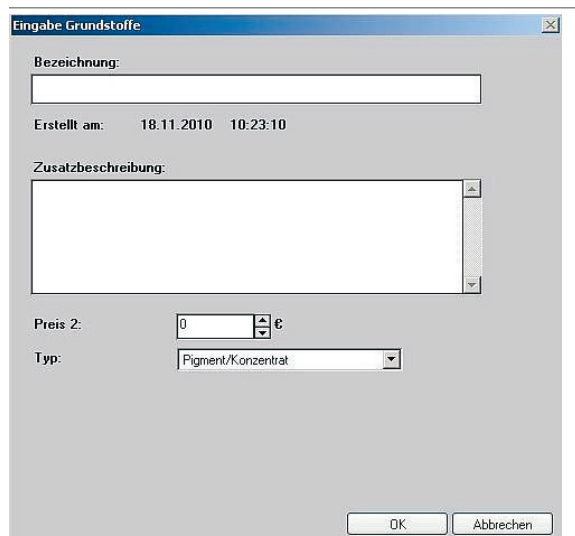 Eingabe Grundstoffe
Bezeichnung:
Erstellt am: 18.11.2010 10:23:10
Zusatzbeschreibung:
Preis 2: 0 €
Typ: Pigment/Konzentrat
OK Abbrechen